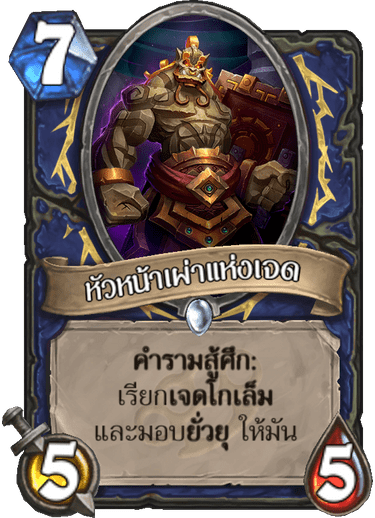 7
หัวหน้าเผ่าแห่งเจด
คำรามสู้ศึก:
เรียกเจดโกเล็ม
และมอบยั่วยุ ให้มัน
5
5